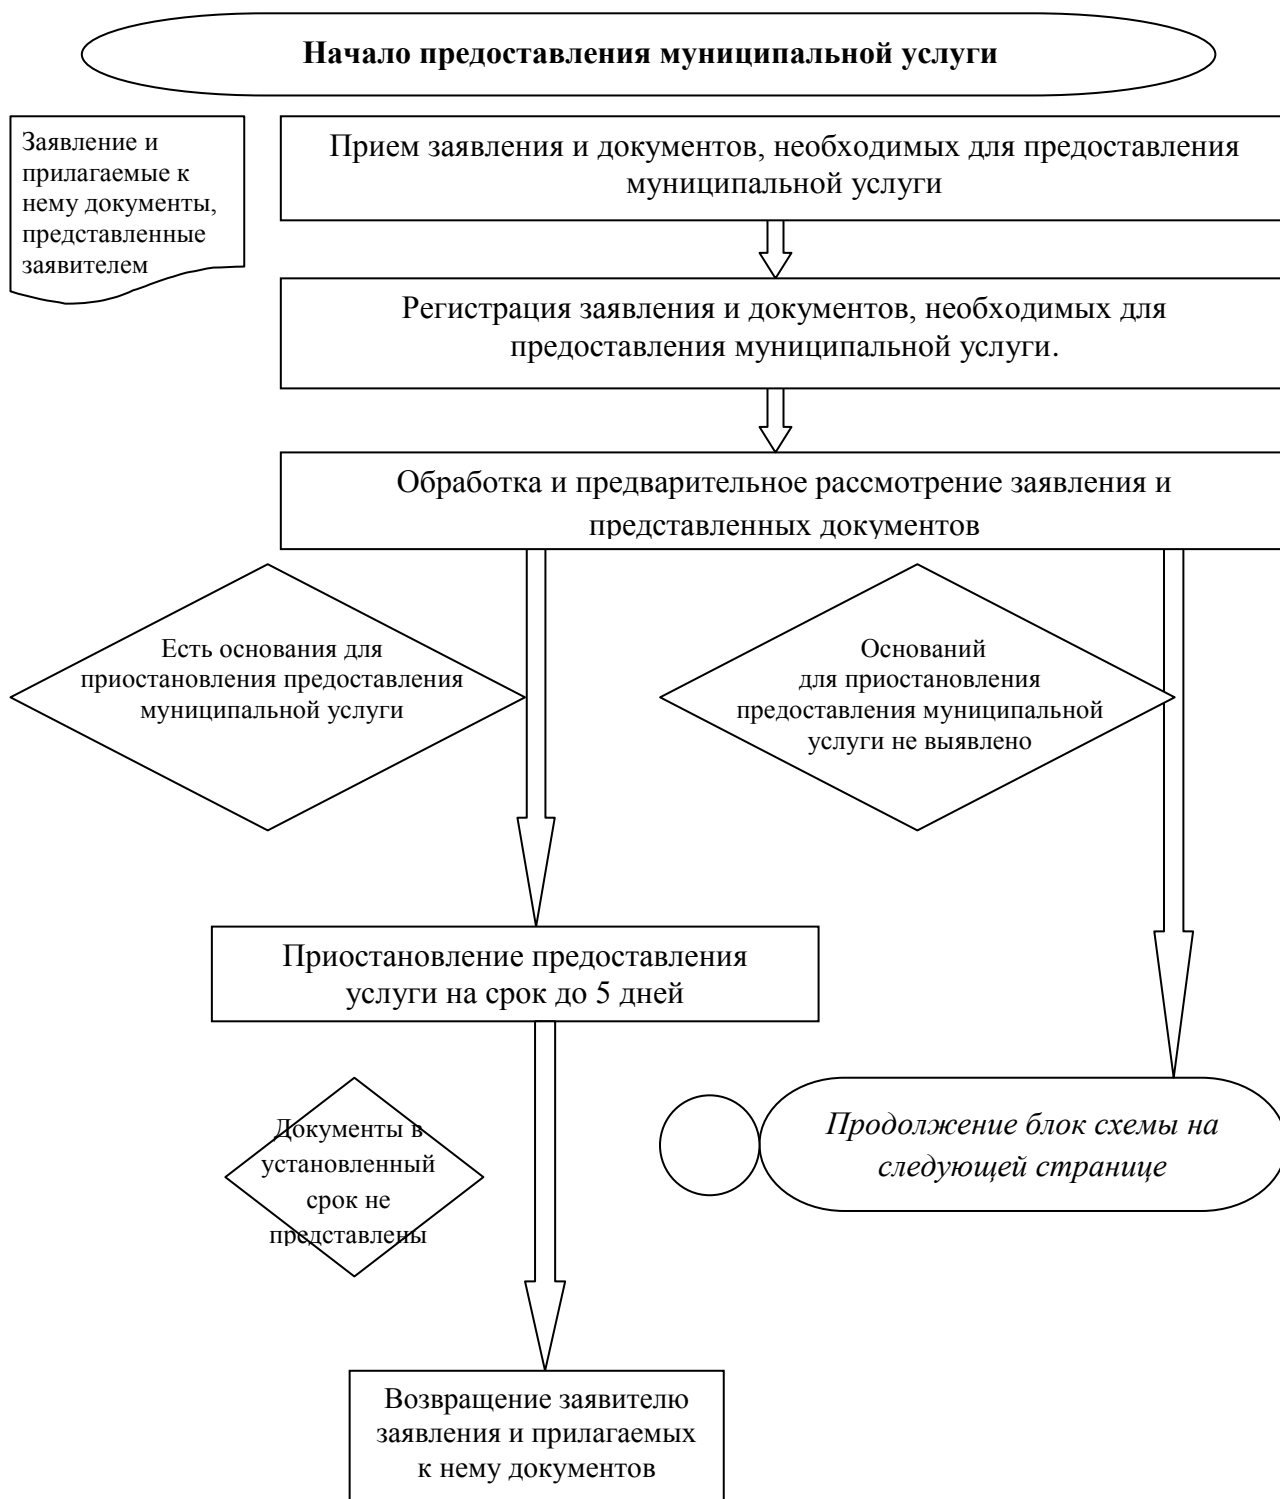 Начало предоставления муниципальной услуги
Заявление и
прилагаемые к
нему документы,
представленные
заявителем
Прием заявления и документов, необходимых для предоставления
муниципальной услуги
Регистрация заявления и документов, необходимых для
предоставления муниципальной услуги.
Обработка и предварительное рассмотрение заявления и
представленных документов
Есть основания для
приостановления предоставления
муниципальной услуги
Оснований
для приостановления
предоставления муниципальной
услуги не выявлено
Приостановление предоставления
услуги на срок до 5 дней
Документы в
установленный
срок не
представлены
Продолжение блок схемы на
следующей странице
Возвращение заявителю
заявления и прилагаемых
к нему документов